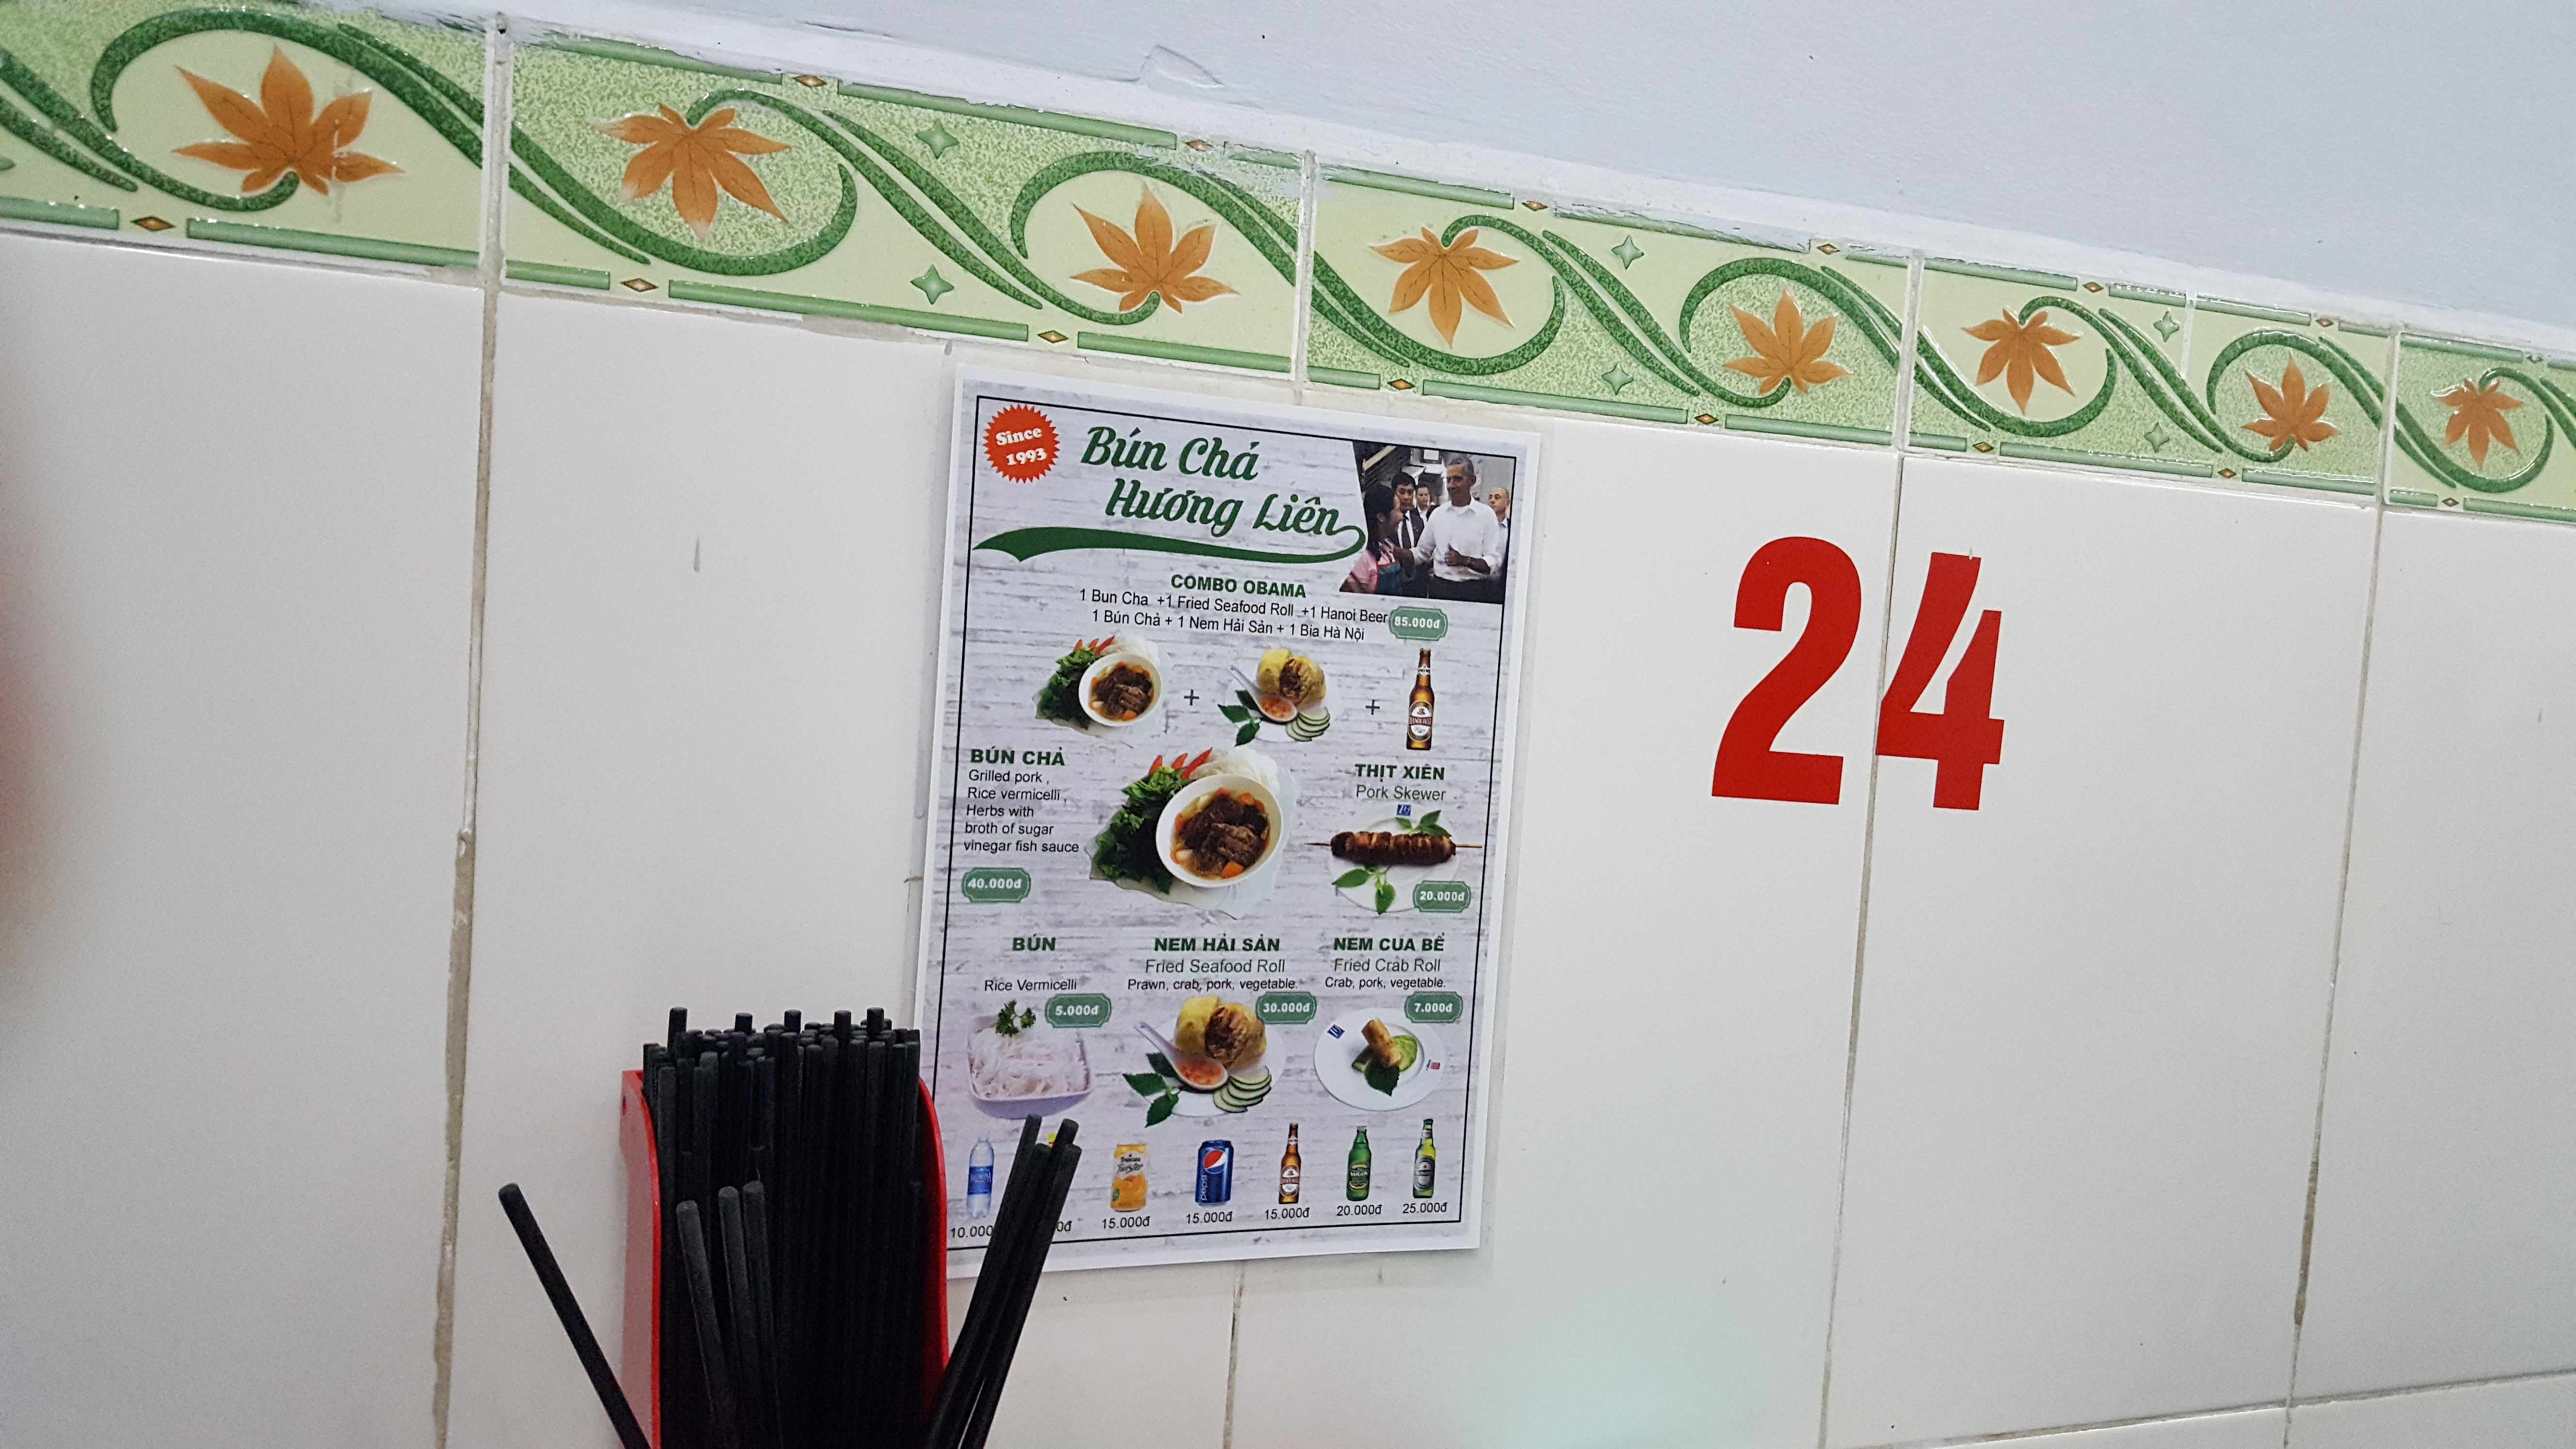 Since
1993
Bún Chả
Hương Liên
COMBO OBAMA
1 Bun Cha +1 Fried Seafood Roll +1 Hanoi Beer
85.000đ
1 Bún Chả + 1 Nem Hải Sản + 1 Bia Hà Nội
+
+
BÚN CHẢ
Grilled pork ,
Rice vermicelli ,
Herbs with
broth of sugar
vinegar fish sauce
40.000đ
THỊT XIÊN
Pork Skewer
20.000đ
BÚN
Rice Vermicelli
5.000đ
NEM HẢI SẢN
Fried Seafood Roll
Prawn, crab, pork, vegetable.
30.000đ
NEM CUA BỂ
Fried Crab Roll
Crab, pork, vegetable.
7.000đ
Twister
pepsi
10.000
0đ
15.000đ
15.000đ
15.000đ
20.000đ
25.000đ
24